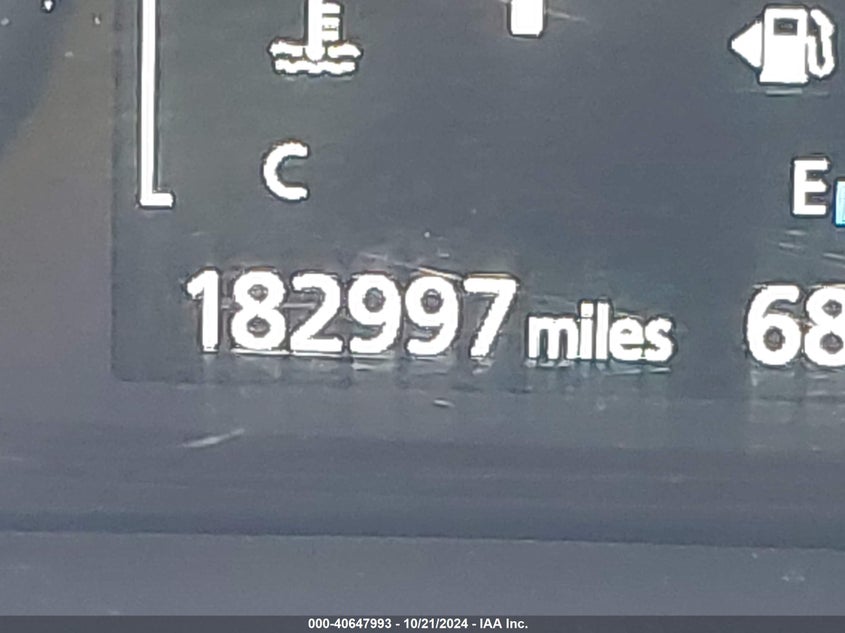 C
E
182997 miles 68
000-40647993 - 10/21/2024 - IAA Inc.